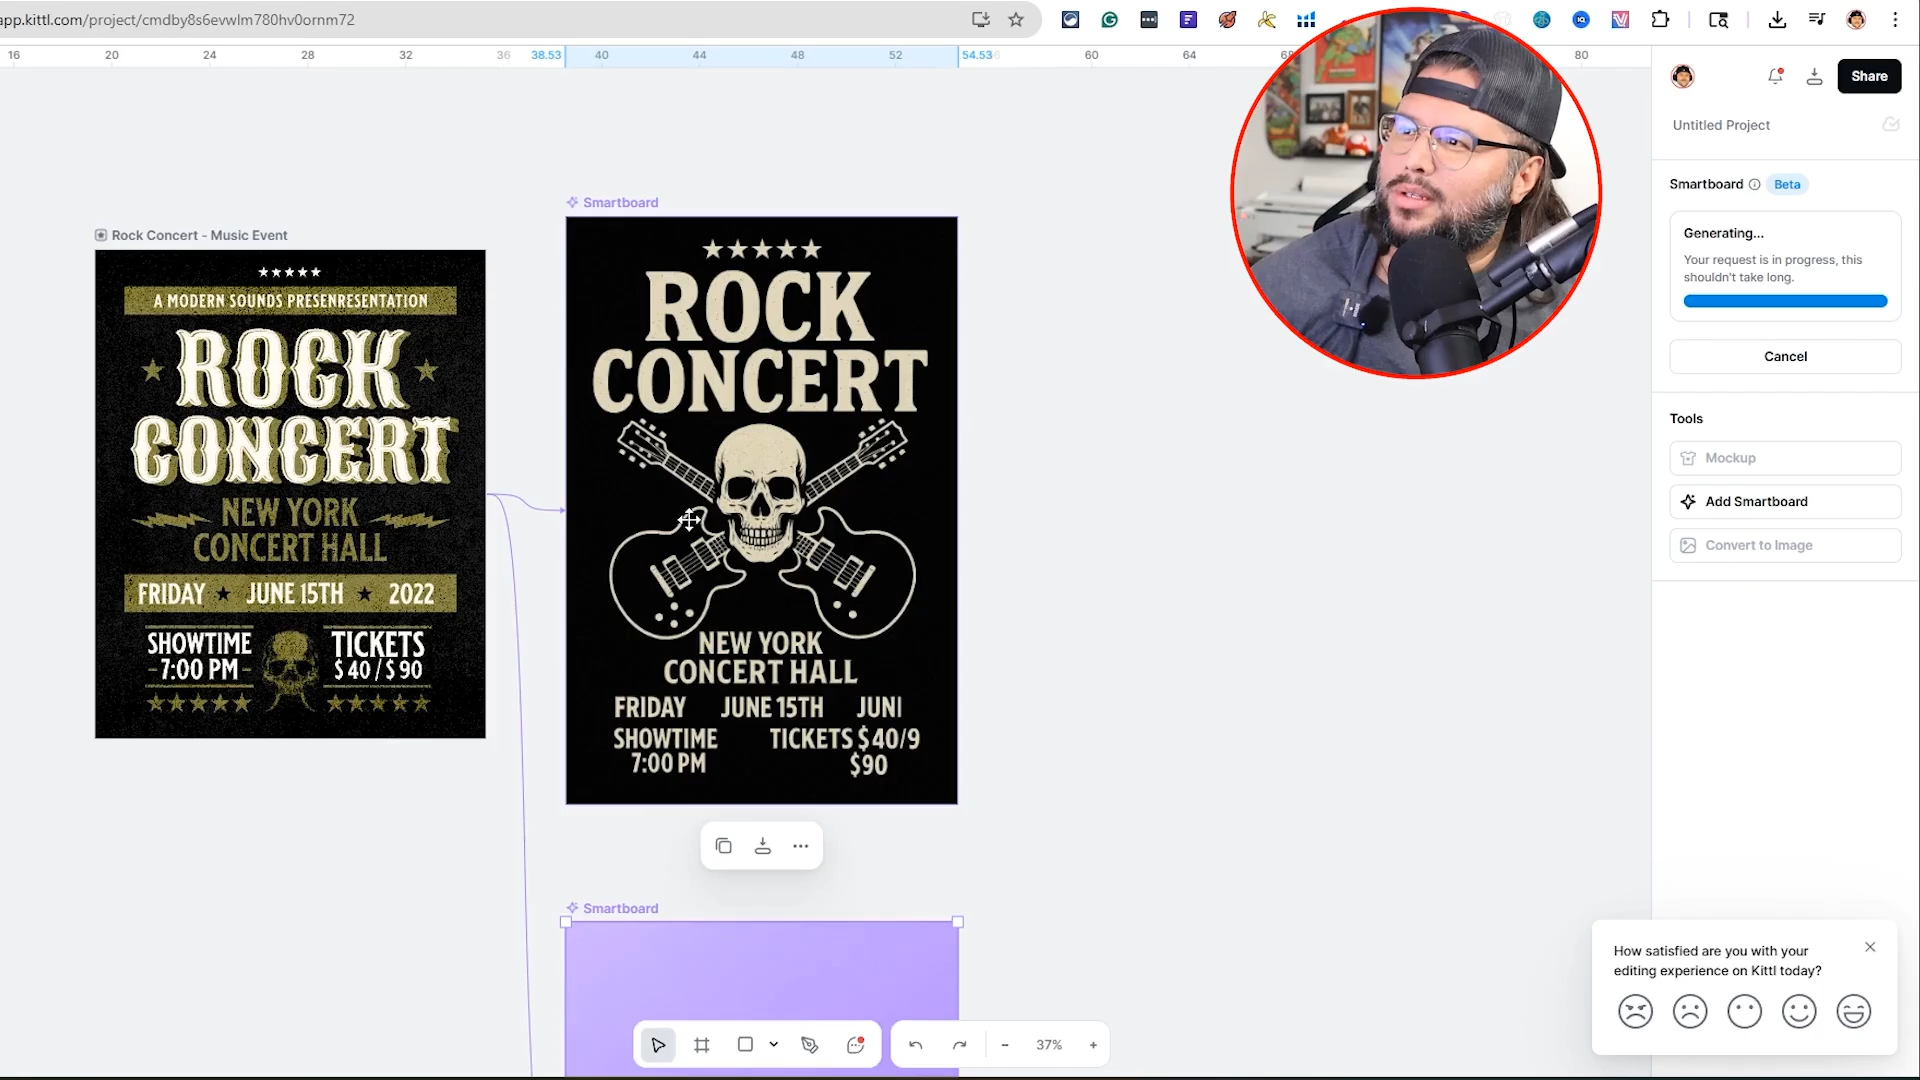 app.kittl.com/project/cmdby8s6evwlm780hv0ornm72
16 20 24 28 32 36 38.53 40 44 48 52 54.53 60 64 80
Share
Untitled Project
Smartboard Beta
Generating...
Your request is in progress, this
shouldn't take long.
Cancel
Tools
Mockup
Add Smartboard
Convert to Image
Rock Concert - Music Event
A MODERN SOUNDS PRESENRESENTATION
ROCK
CONCERT
NEW YORK
CONCERT HALL
FRIDAY ★ JUNE 15TH ★ 2022
SHOWTIME
-7:00 PM-
TICKETS
$40/$90
Smartboard
ROCK
CONCERT
NEW YORK
CONCERT HALL
FRIDAY JUNE 15TH JUNI
SHOWTIME TICKETS $40/9
7:00 PM $90
Smartboard
37%
How satisfied are you with your
editing experience on Kittl today?